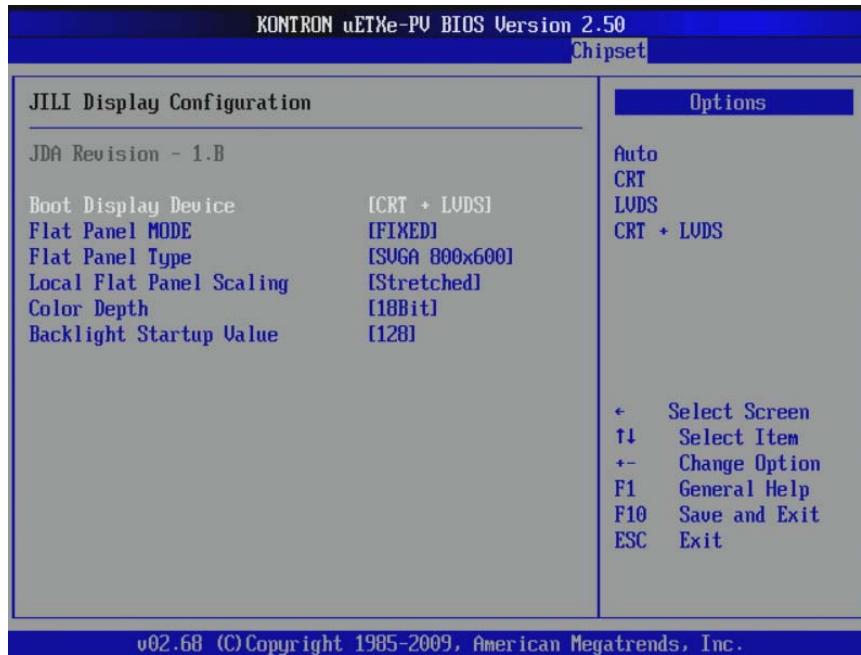 KONTRON uETXe-PV BIOS Version 2.50
Chipset
JILI Display Configuration
JDA Revision - 1.B
Boot Display Device [CRT + LVDS]
Flat Panel MODE [FIXED]
Flat Panel Type [SVGA 800x600]
Local Flat Panel Scaling [Stretched]
Color Depth [18Bit]
Backlight Startup Value [128]
Options
Auto
CRT
LVDS
CRT + LVDS
← Select Screen
↑↓ Select Item
+- Change Option
F1 General Help
F10 Save and Exit
ESC Exit
v02.68 (C)Copyright 1985-2009, American Megatrends, Inc.